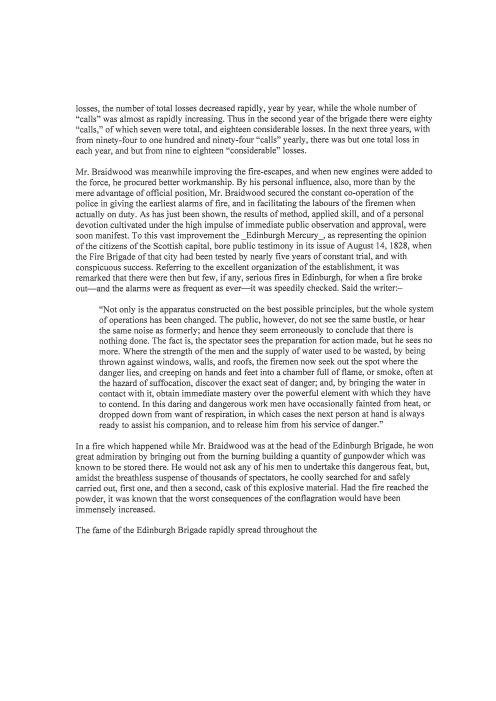 losses, the number of total losses decreased rapidly, year by year, while the whole number of
“calls” was almost as rapidly increasing. Thus in the second year of the brigade there were eighty
“calls,” of which seven were total, and eighteen considerable losses. In the next three years, with
from ninety-four to one hundred and ninety-four “calls” yearly, there was but one total loss in
each year, and but from nine to eighteen “considerable” losses.

Mr. Braidwood was meanwhile improving the fire-escapes, and when new engines were added to
the force, he procured better workmanship. By his personal influence, also, more than by the
mere advantage of official position, Mr. Braidwood secured the constant co-operation of the
police in giving the earliest alarms of fire, and in facilitating the labours of the firemen when
actually on duty. As has just been shown, the results of method, applied skill, and of a personal
devotion cultivated under the high impulse of immediate public observation and approval, were
soon manifest. To this vast improvement the _Edinburgh Mercury_, as representing the opinion
of the citizens of the Scottish capital, bore public testimony in its issue of August 14, 1828, when
the Fire Brigade of that city had been tested by nearly five years of constant trial, and with
conspicuous success. Referring to the excellent organization of the establishment, it was
remarked that there were then but few, if any, serious fires in Edinburgh, for when a fire broke
out—and the alarms were as frequent as ever—it was speedily checked. Said the writer:–

“Not only is the apparatus constructed on the best possible principles, but the whole system
of operations has been changed. The public, however, do not see the same bustle, or hear
the same noise as formerly; and hence they seem erroneously to conclude that there is
nothing done. The fact is, the spectator sees the preparation for action made, but he sees no
more. Where the strength of the men and the supply of water used to be wasted, by being
thrown against windows, walls, and roofs, the firemen now seek out the spot where the
danger lies, and creeping on hands and feet into a chamber full of flame, or smoke, often at
the hazard of suffocation, discover the exact seat of danger; and, by bringing the water in
contact with it, obtain immediate mastery over the powerful element with which they have
to contend. In this daring and dangerous work men have occasionally fainted from heat, or
dropped down from want of respiration, in which cases the next person at hand is always
ready to assist his companion, and to release him from his service of danger.”

In a fire which happened while Mr. Braidwood was at the head of the Edinburgh Brigade, he won
great admiration by bringing out from the burning building a quantity of gunpowder which was
known to be stored there. He would not ask any of his men to undertake this dangerous feat, but,
amidst the breathless suspense of thousands of spectators, he coolly searched for and safely
carried out, first one, and then a second, cask of this explosive material. Had the fire reached the
powder, it was known that the worst consequences of the conflagration would have been
immensely increased.

The fame of the Edinburgh Brigade rapidly spread throughout the